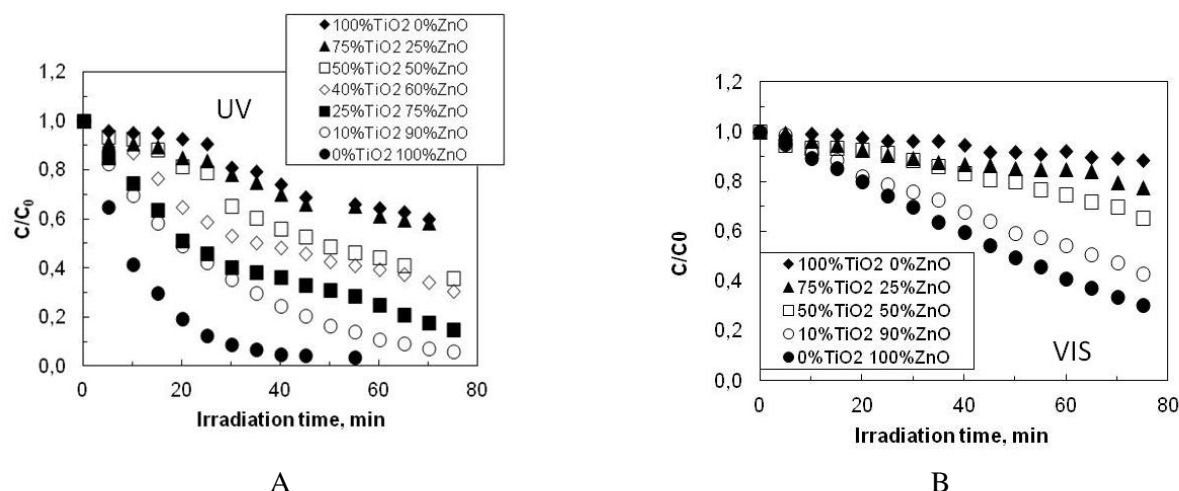 100%TiO2 0%ZnO
75%TiO2 25%ZnO
50%TiO2 50%ZnO
40%TiO2 60%ZnO
25%TiO2 75%ZnO
10%TiO2 90%ZnO
0%TiO2 100%ZnO
UV
1,2
1,0
0,8
0,6
0,4
0,2
0,0
C/C0
0 20 40 60 80
Irradiation time, min
A
1,2
1,0
0,8
0,6
0,4
0,2
0,0
C/C0
100%TiO2 0%ZnO
75%TiO2 25%ZnO
50%TiO2 50%ZnO
10%TiO2 90%ZnO
0%TiO2 100%ZnO
VIS
0 20 40 60 80
Irradiation time, min
B